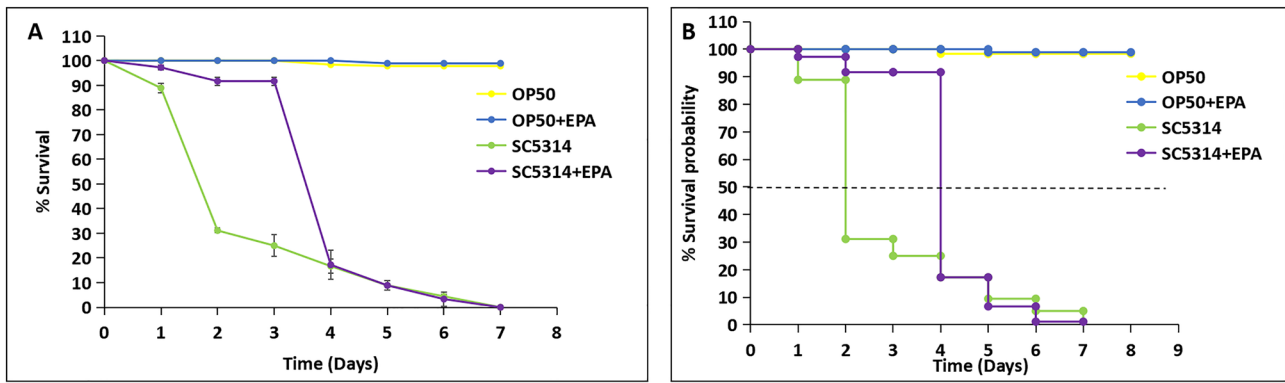 A
% Survival
110
100
90
80
70
60
50
40
30
20
10
0
0 1 2 3 4 5 6 7 8
Time (Days)
OP50
OP50+EPA
SC5314
SC5314+EPA
B
% Survival probability
110
100
90
80
70
60
50
40
30
20
10
0
0 1 2 3 4 5 6 7 8 9
Time (Days)
OP50
OP50+EPA
SC5314
SC5314+EPA